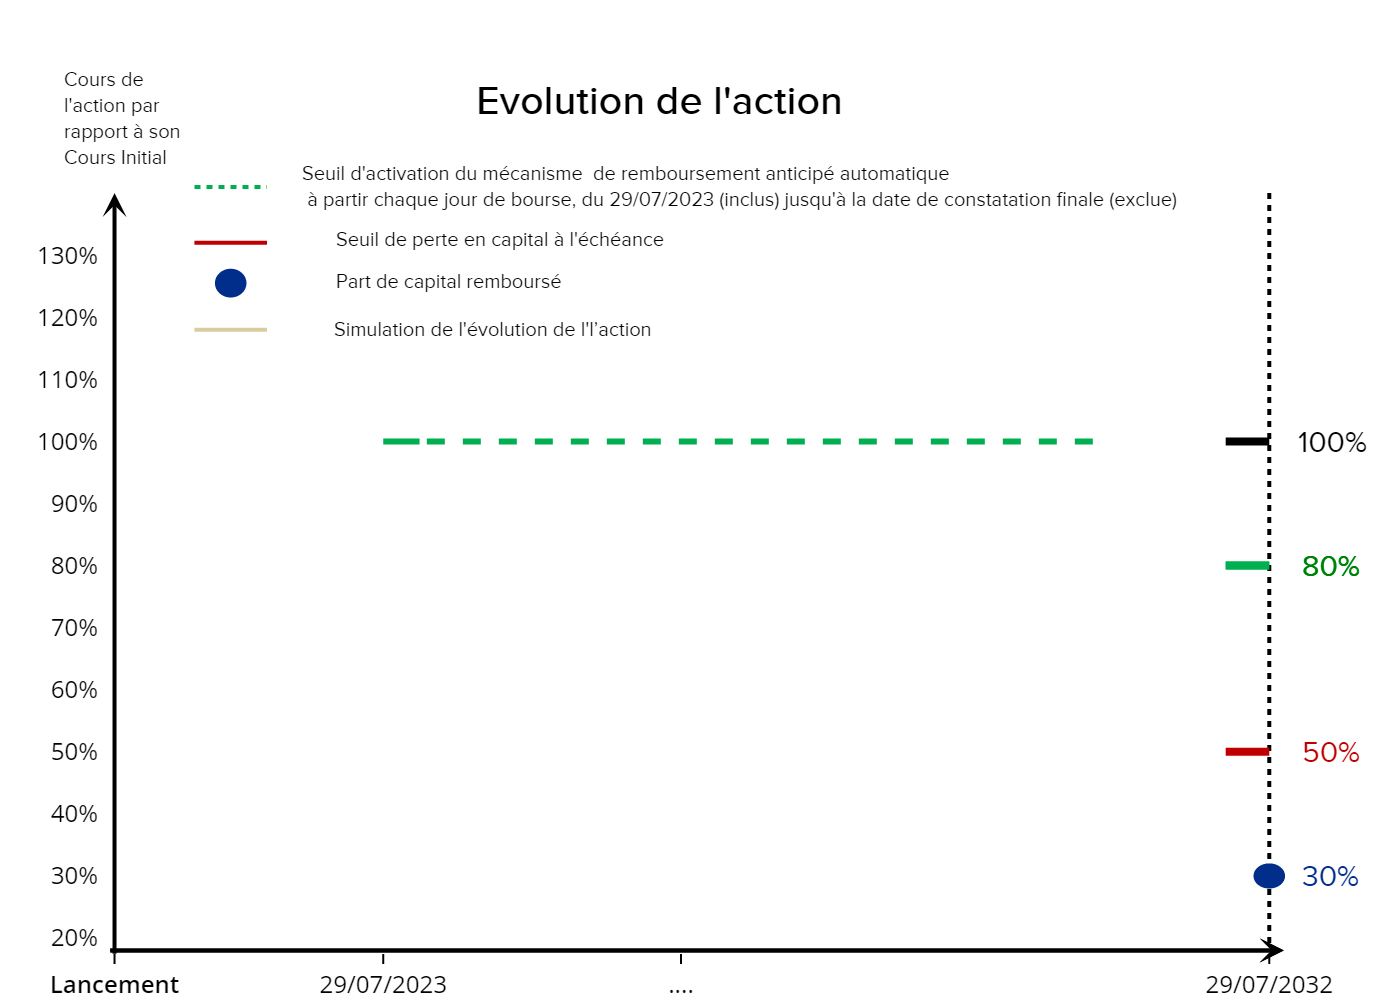 Cours de
l'action par
rapport à son
Cours Initial
Evolution de l'action
Seuil d'activation du mécanisme  de remboursement anticipé automatique
à partir chaque jour de bourse, du 29/07/2023 (inclus) jusqu'à la date de constatation finale (exclue)
Seuil de perte en capital à l'échéance
Part de capital remboursé
Simulation de l'évolution de l'l’action
130%
120%
110%
100%
90%
80%
70%
60%
50%
40%
30%
20%
100%
80%
50%
30%
Lancement
29/07/2023
....
29/07/2032